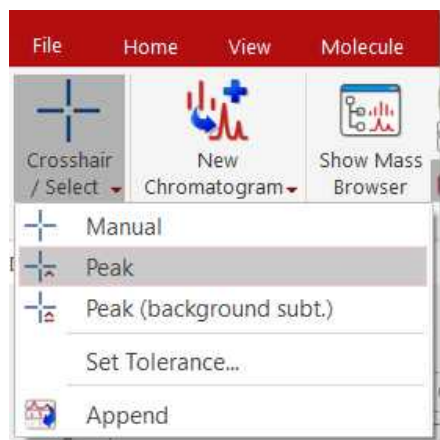 File Home View Molecule
Crosshair
/ Select
New
Chromatogram
Show Mass
Browser
Manual
Peak
Peak (background subt.)
Set Tolerance...
Append